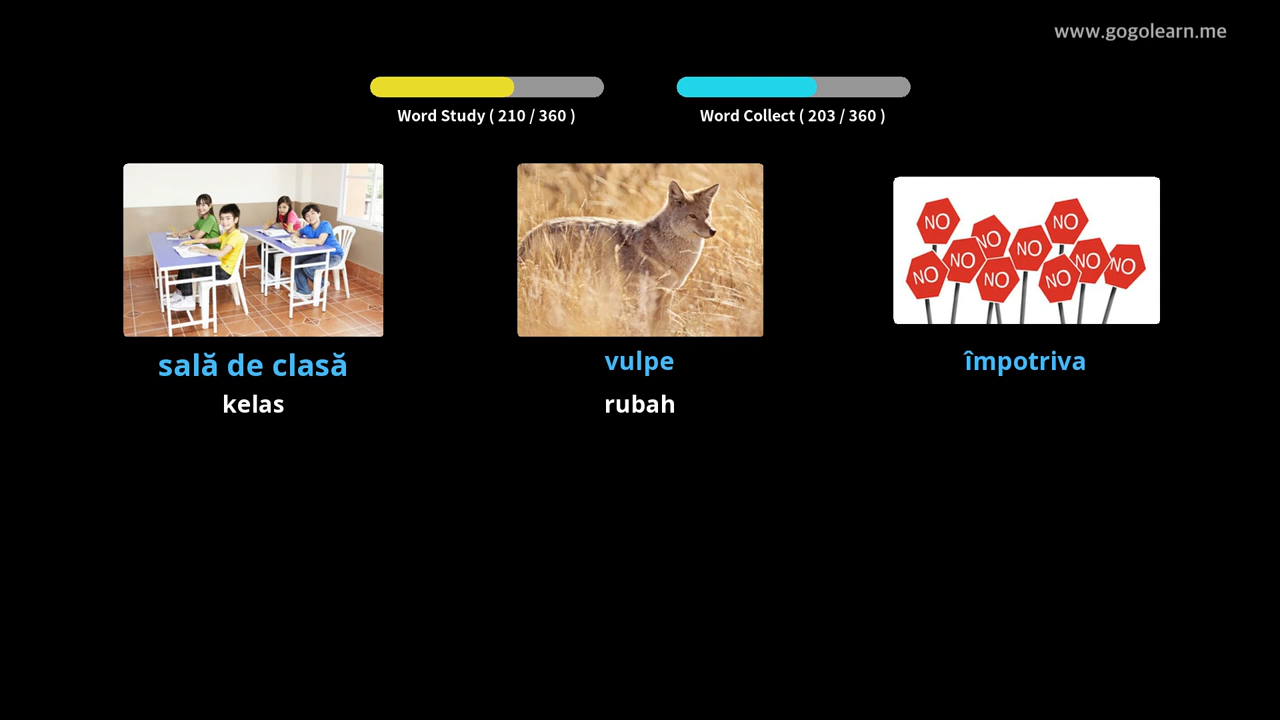 www.gogolearn.me
Word Study ( 210 / 360 )
Word Collect ( 203 / 360 )
NO
NO
NO
NO
NO
NO
NO
NO
NO
NO
sală de clasă
vulpe
împotriva
kelas
rubah